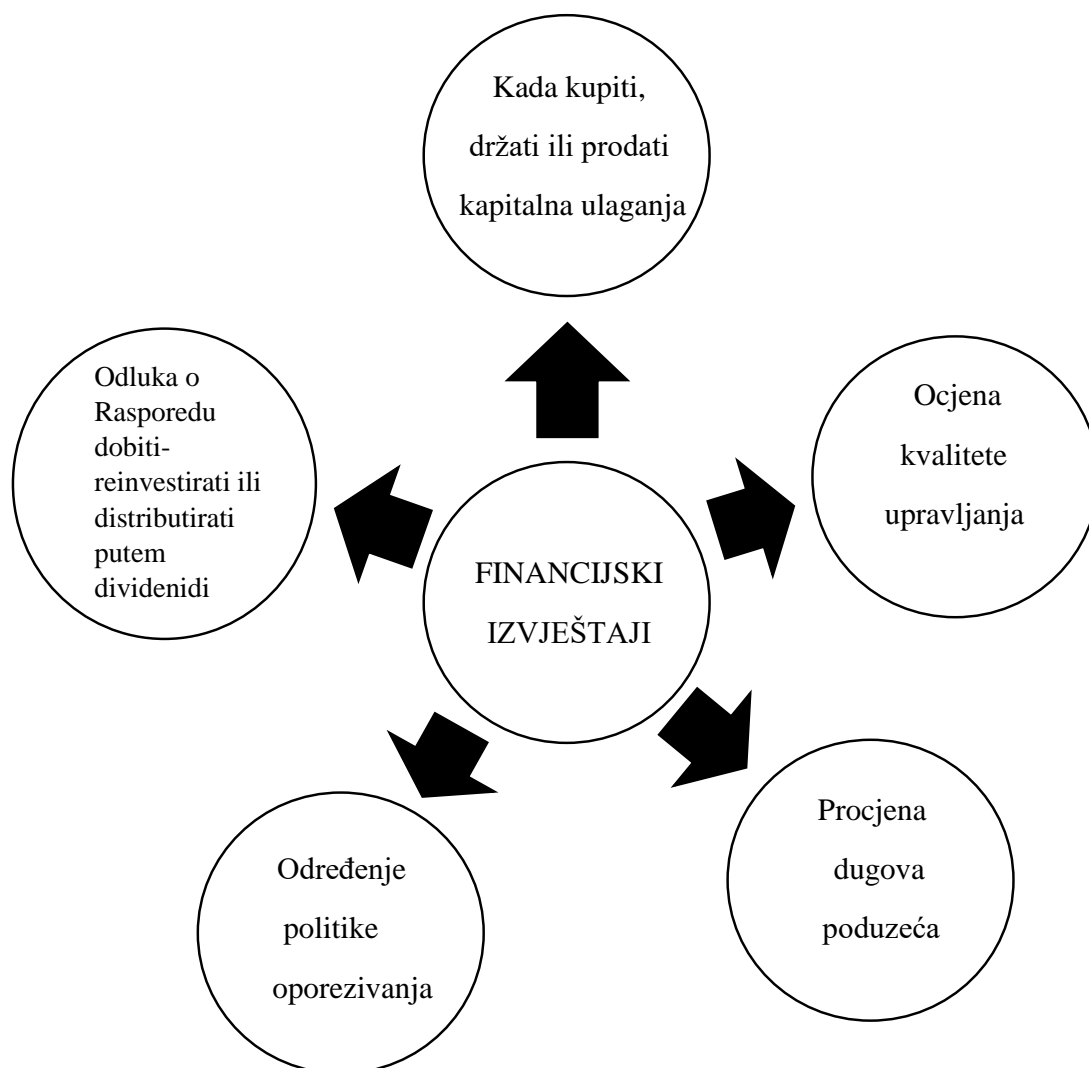 Kada kupiti,
držati ili prodati
kapitalna ulaganja
Odluka o
Rasporedu
dobiti-
reinvestirati ili
distributirati
putem
dividenidi
Ocjena
kvalitete
upravljanja
FINANCIJSKI
IZVJEŠTAJI
Određenje
politike
oporezivanja
Procjena
dugova
poduzeća